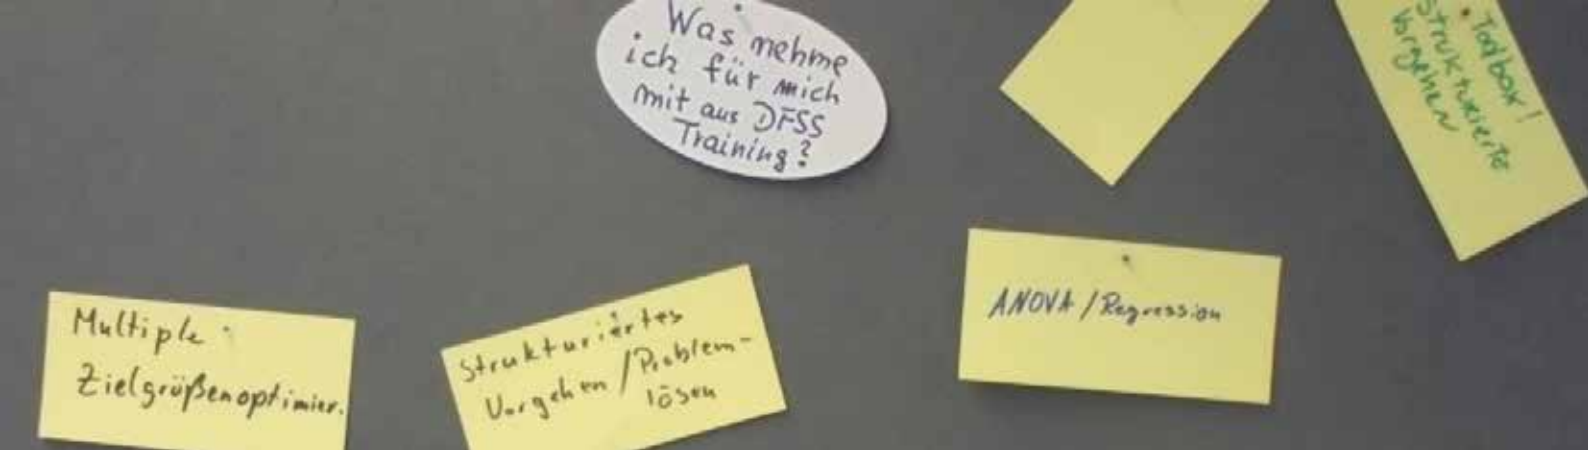 Was nehme
ich für mich
mit aus DFSS
Training?
Toolbox!
Strukturierte
Vorgehen
Multiple
Zielgrößenoptimier.
Strukturiertes
Vorgehen / Problem-
lösen
ANOVA / Regression